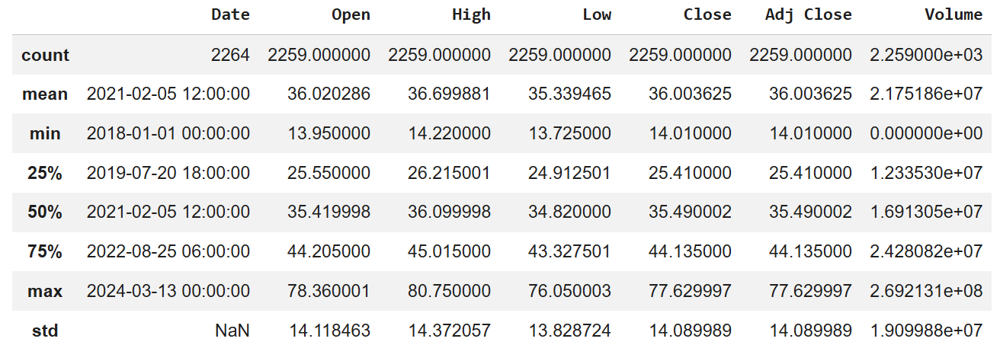 Date Open High Low Close Adj Close Volume
count 2264 2259.000000 2259.000000 2259.000000 2259.000000 2259.000000 2.259000e+03
mean 2021-02-05 12:00:00 36.020286 36.699881 35.339465 36.003625 36.003625 2.175186e+07
min 2018-01-01 00:00:00 13.950000 14.220000 13.725000 14.010000 14.010000 0.000000e+00
25% 2019-07-20 18:00:00 25.550000 26.215001 24.912501 25.410000 25.410000 1.233530e+07
50% 2021-02-05 12:00:00 35.419998 36.099998 34.820000 35.490002 35.490002 1.691305e+07
75% 2022-08-25 06:00:00 44.205000 45.015000 43.327501 44.135000 44.135000 2.428082e+07
max 2024-03-13 00:00:00 78.360001 80.750000 76.050003 77.629997 77.629997 2.692131e+08
std NaN 14.118463 14.372057 13.828724 14.089989 14.089989 1.909988e+07